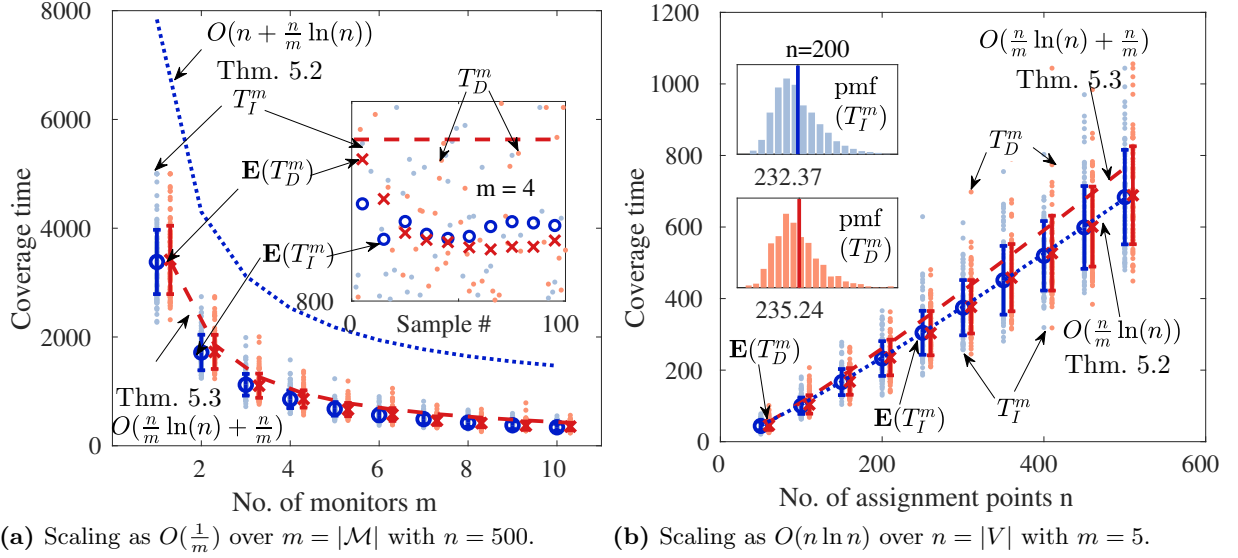 8000
6000
4000
2000
0
Coverage time
2
4
6
8
10
No. of monitors m
O(n + n/m ln(n))
Thm. 5.2
T_I^m
E(T_D^m)
E(T_I^m)
T_D^m
m = 4
800
0
Sample #
100
Thm. 5.3
O(n/m ln(n) + n/m)
(a) Scaling as O(1/m) over m = |ℳ| with n = 500.
1200
1000
800
600
400
200
0
Coverage time
0
200
400
600
No. of assignment points n
n=200
pmf
(T_I^m)
232.37
pmf
(T_D^m)
235.24
O(n/m ln(n) + n/m)
Thm. 5.3
T_D^m
O(n/m ln(n))
Thm. 5.2
E(T_D^m)
E(T_I^m)
T_I^m
(b) Scaling as O(n ln n) over n = |V| with m = 5.